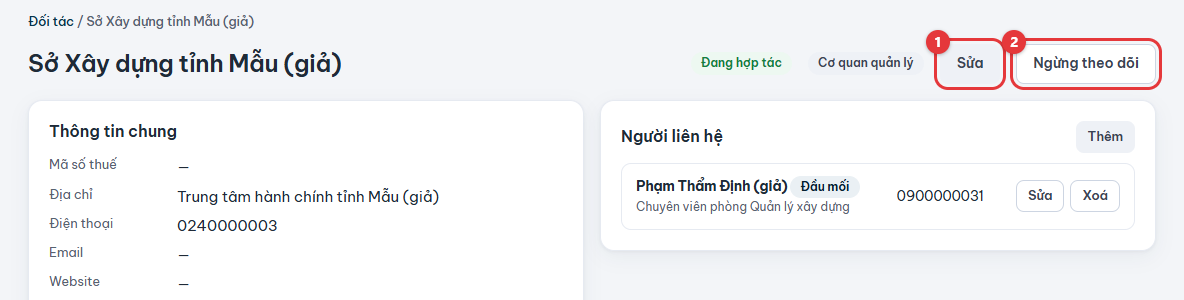 Đối tác / Sở Xây dựng tỉnh Mẫu (giả)
Sở Xây dựng tỉnh Mẫu (giả)
Đang hợp tác
Cơ quan quản lý
1
Sửa
2
Ngừng theo dõi
Thông tin chung
Mã số thuế —
Địa chỉ Trung tâm hành chính tỉnh Mẫu (giả)
Điện thoại 0240000003
Email —
Website —
Người liên hệ
Thêm
Phạm Thẩm Định (giả) Đầu mối
Chuyên viên phòng Quản lý xây dựng
0900000031
Sửa
Xoá